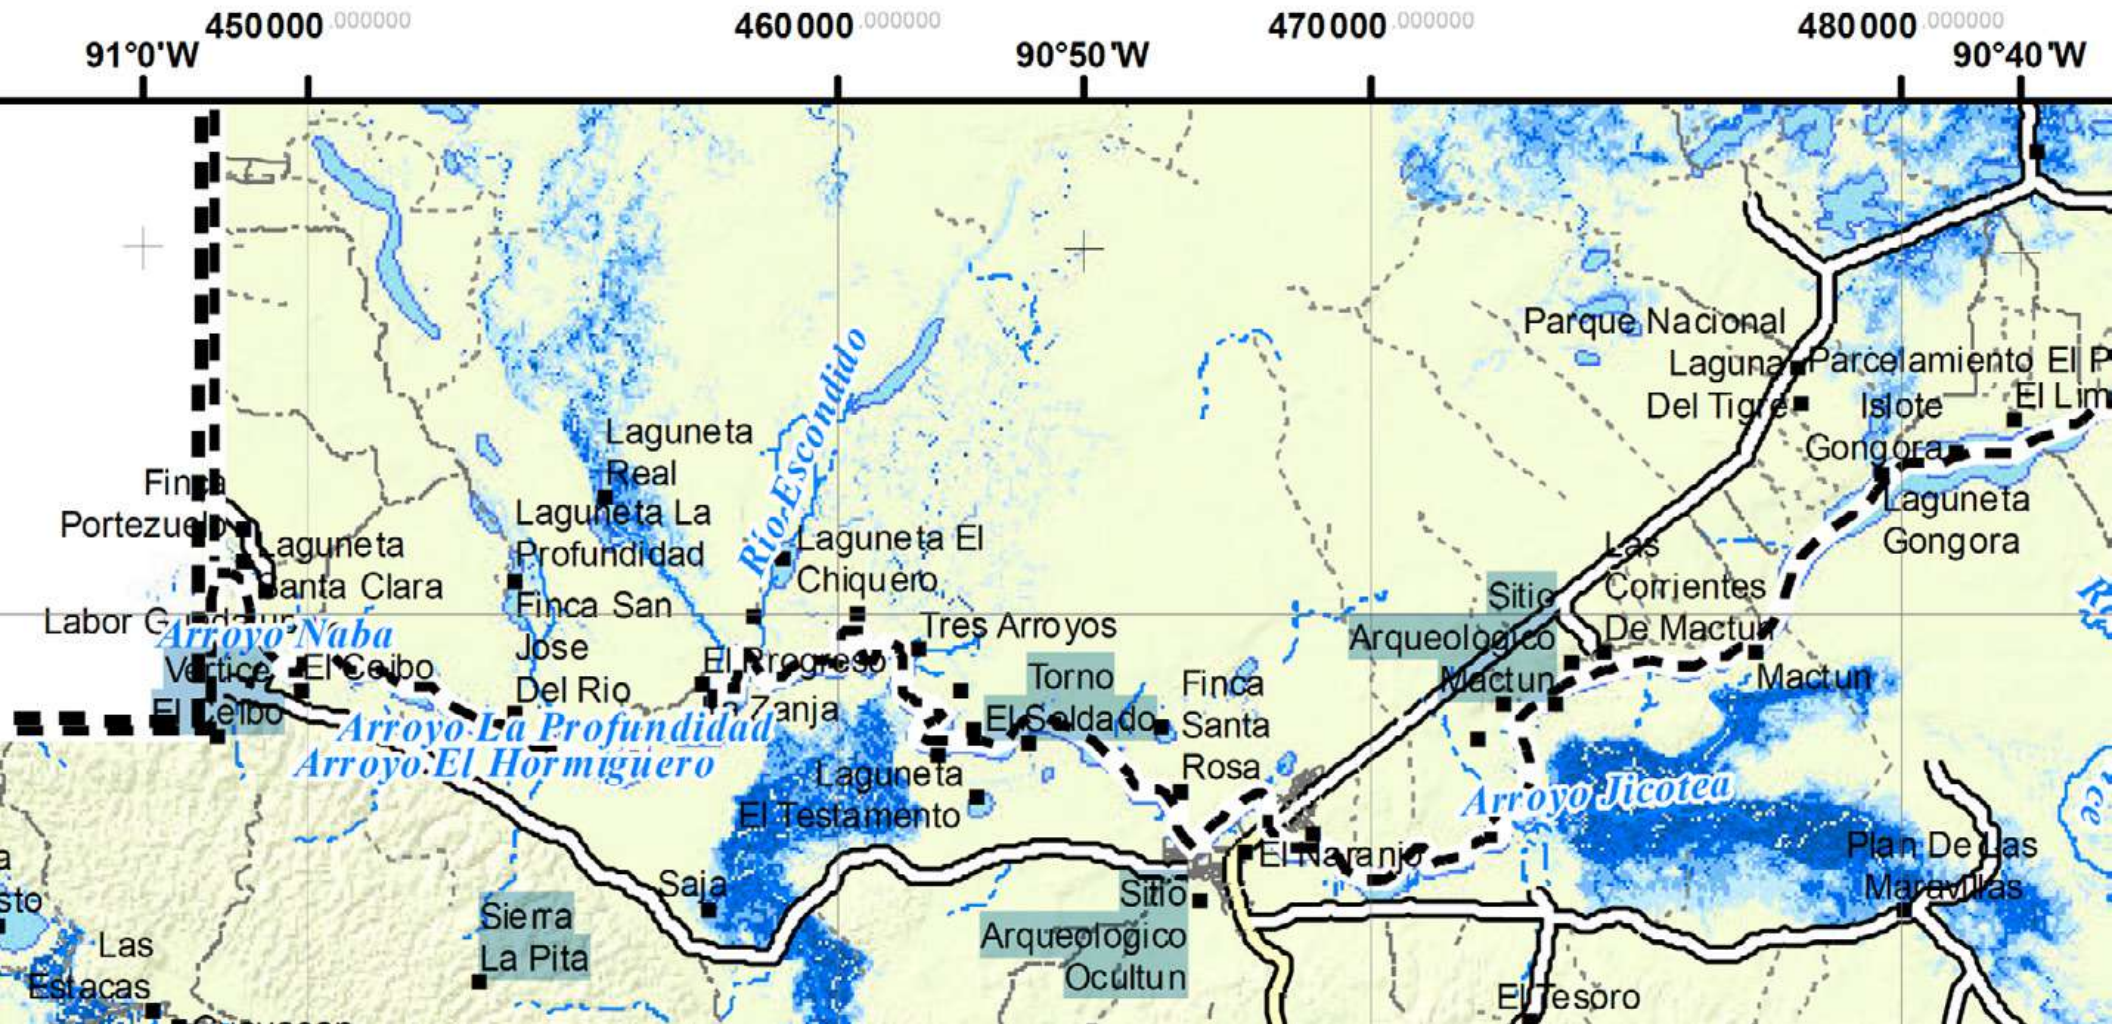 450000.000000 460000.000000 470000.000000 480000.000000
91°0'W 90°50'W 90°40'W
Parque Nacional
Laguna
Del Tigre
Parcelamiento El P
El Lim
Islote
Gongora
Laguneta
Gongora
Laguneta
Real
Río Escondido
Finca
Portezuelo
Laguneta La
Profundidad
Laguneta El
Chiquero
Laguneta
Santa Clara
Las
Corrientes
De Mactun
Sitio
Arqueologico
Mactun
Finca San
Jose
Del Rio
Labor
Arroyo Naba
Tres Arroyos
Vertice
El Ceibo
El Ceibo
El Progreso
La Zanja
Torno
El Soldado
Finca
Santa
Rosa
Mactun
Arroyo La Profundidad
Arroyo El Hormiguero
Laguneta
El Testamento
Arroyo Jicotea
El Naranjo
Plan De Las
Maravillas
Saja
Sierra
La Pita
Sitio
Arqueologico
Ocultun
sto
Las
Estacas
El Tesoro